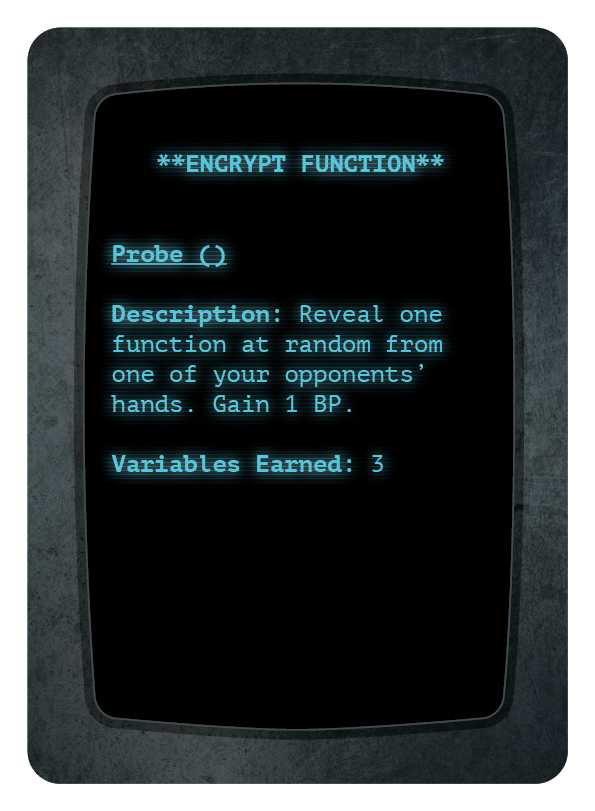 **ENCRYPT FUNCTION**
Probe ()
Description: Reveal one
function at random from
one of your opponents’
hands. Gain 1 BP.
Variables Earned: 3